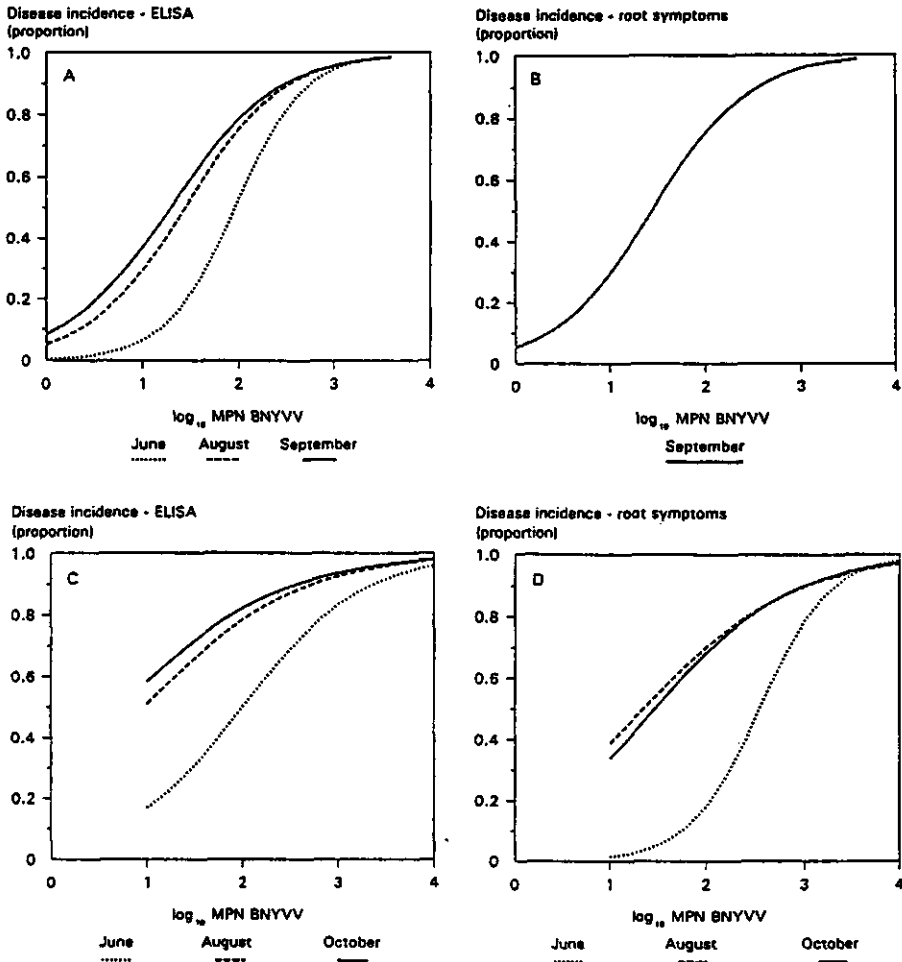 Disease incidence - ELISA
(proportion)
1.0
0.8
0.6
0.4
0.2
0
A
0 1 2 3 4
log₁₀ MPN BNYVV
June August September
Disease incidence - root symptoms
(proportion)
1.0
0.8
0.6
0.4
0.2
0
B
0 1 2 3 4
log₁₀ MPN BNYVV
September
Disease incidence - ELISA
(proportion)
1.0
0.8
0.6
0.4
0.2
0
C
0 1 2 3 4
log₁₀ MPN BNYVV
June August October
Disease incidence - root symptoms
(proportion)
1.0
0.8
0.6
0.4
0.2
0
D
0 1 2 3 4
log₁₀ MPN BNYVV
June August October